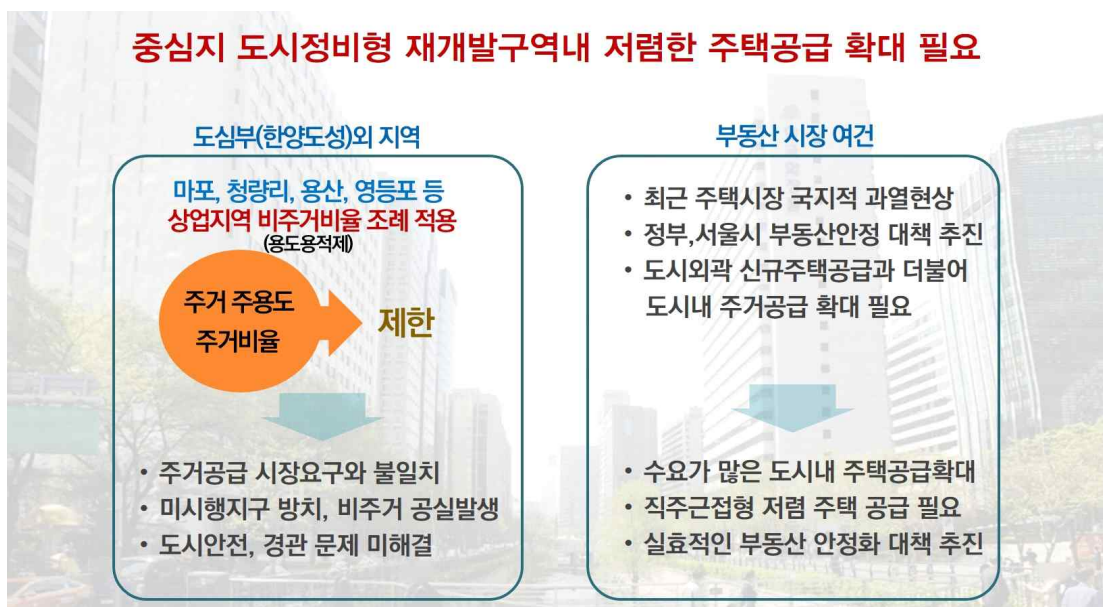 중심지 도시정비형 재개발구역내 저렴한 주택공급 확대 필요
도심부(한양도성)외 지역
마포, 청량리, 용산, 영등포 등
상업지역 비주거비율 조례 적용
(용도용적제)
주거 주용도
주거비율
제한
• 주거공급 시장요구와 불일치
• 미시행지구 방치, 비주거 공실발생
• 도시안전, 경관 문제 미해결
부동산 시장 여건
• 최근 주택시장 국지적 과열현상
• 정부,서울시 부동산안정 대책 추진
• 도시외곽 신규주택공급과 더불어
도시내 주거공급 확대 필요
• 수요가 많은 도시내 주택공급확대
• 직주근접형 저렴 주택 공급 필요
• 실효적인 부동산 안정화 대책 추진